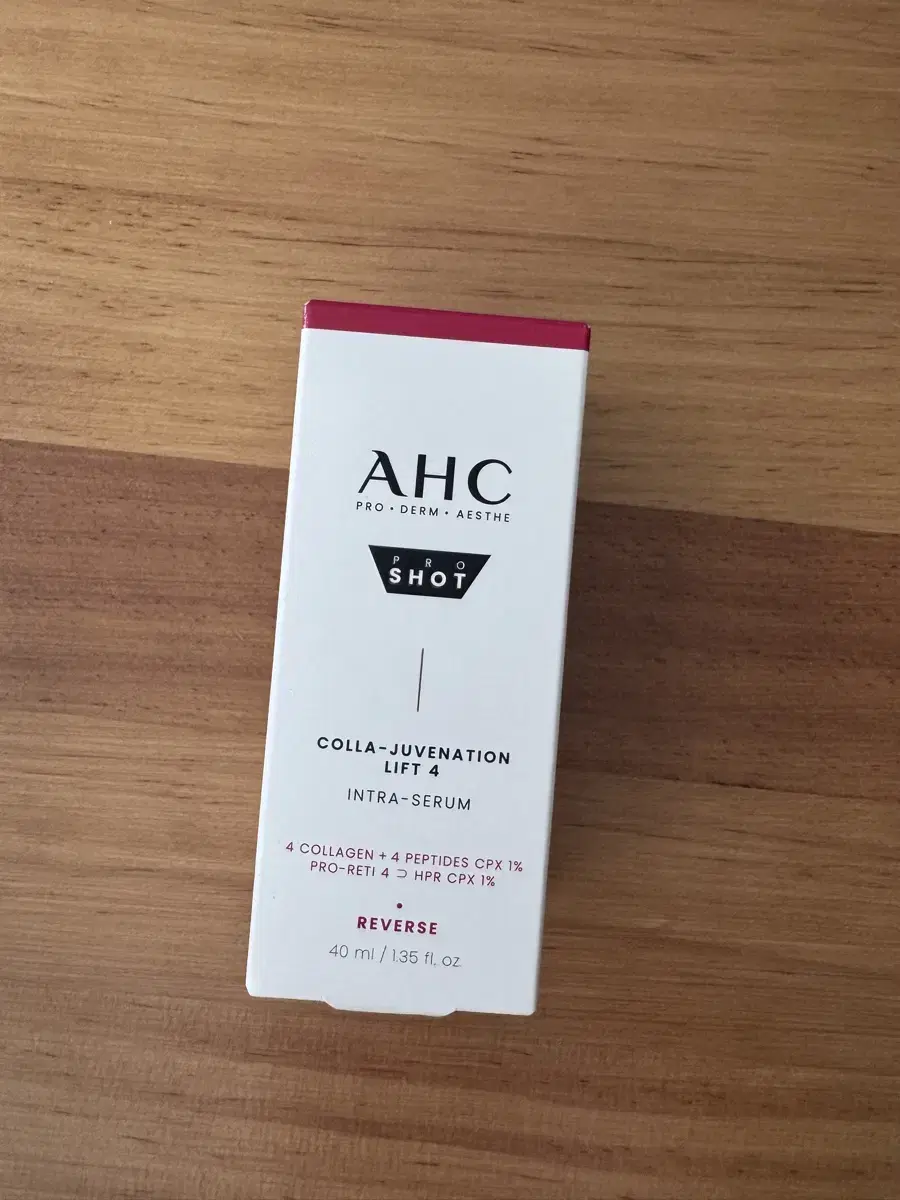 AHC
PRO • DERM • AESTHE
PRO
SHOT
COLLA-JUVENATION
LIFT 4
INTRA-SERUM
4 COLLAGEN + 4 PEPTIDES CPX 1%
PRO-RETI 4 ⊃ HPR CPX 1%
•
REVERSE
40 ml / 1.35 fl. oz.